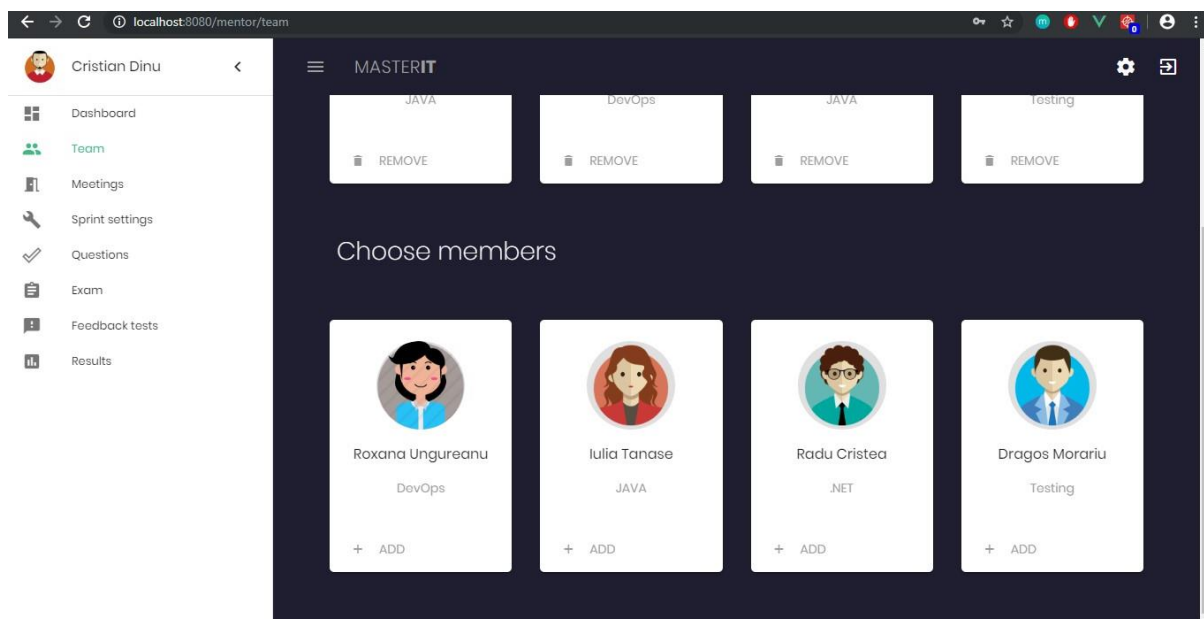 localhost:8080/mentor/team
m
0
Cristian Dinu
MASTERIT
Dashboard
Team
Meetings
Sprint settings
Questions
Exam
Feedback tests
Results
JAVA DevOps JAVA Testing
REMOVE REMOVE REMOVE REMOVE
Choose members
Roxana Ungureanu Iulia Tanase Radu Cristea Dragos Morariu
DevOps JAVA .NET Testing
+ ADD + ADD + ADD + ADD